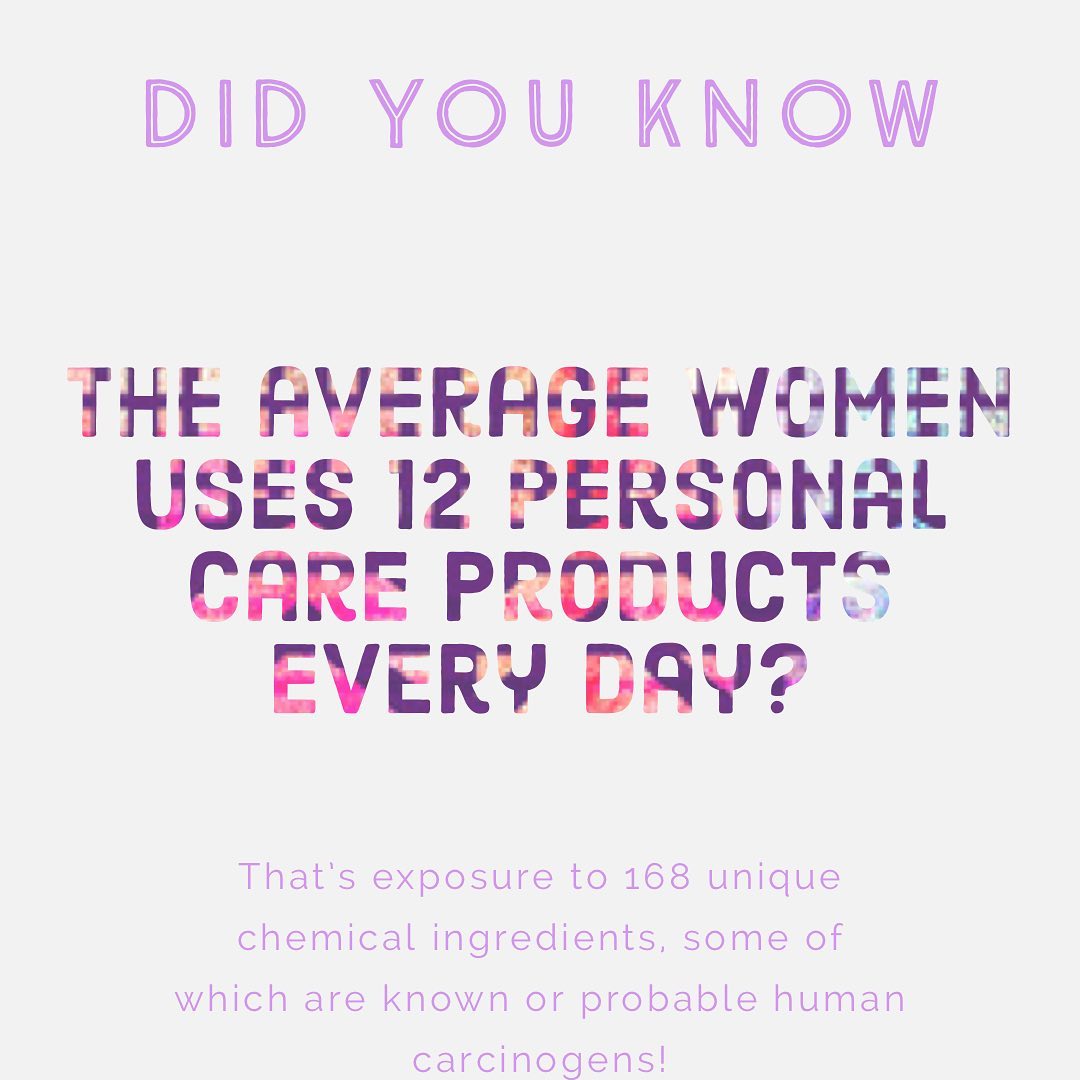 DID YOU KNOW
THE AVERAGE WOMEN
USES 12 PERSONAL
CARE PRODUCTS
EVERY DAY?
That's exposure to 168 unique
chemical ingredients, some of
which are known or probable human
carcinogens!